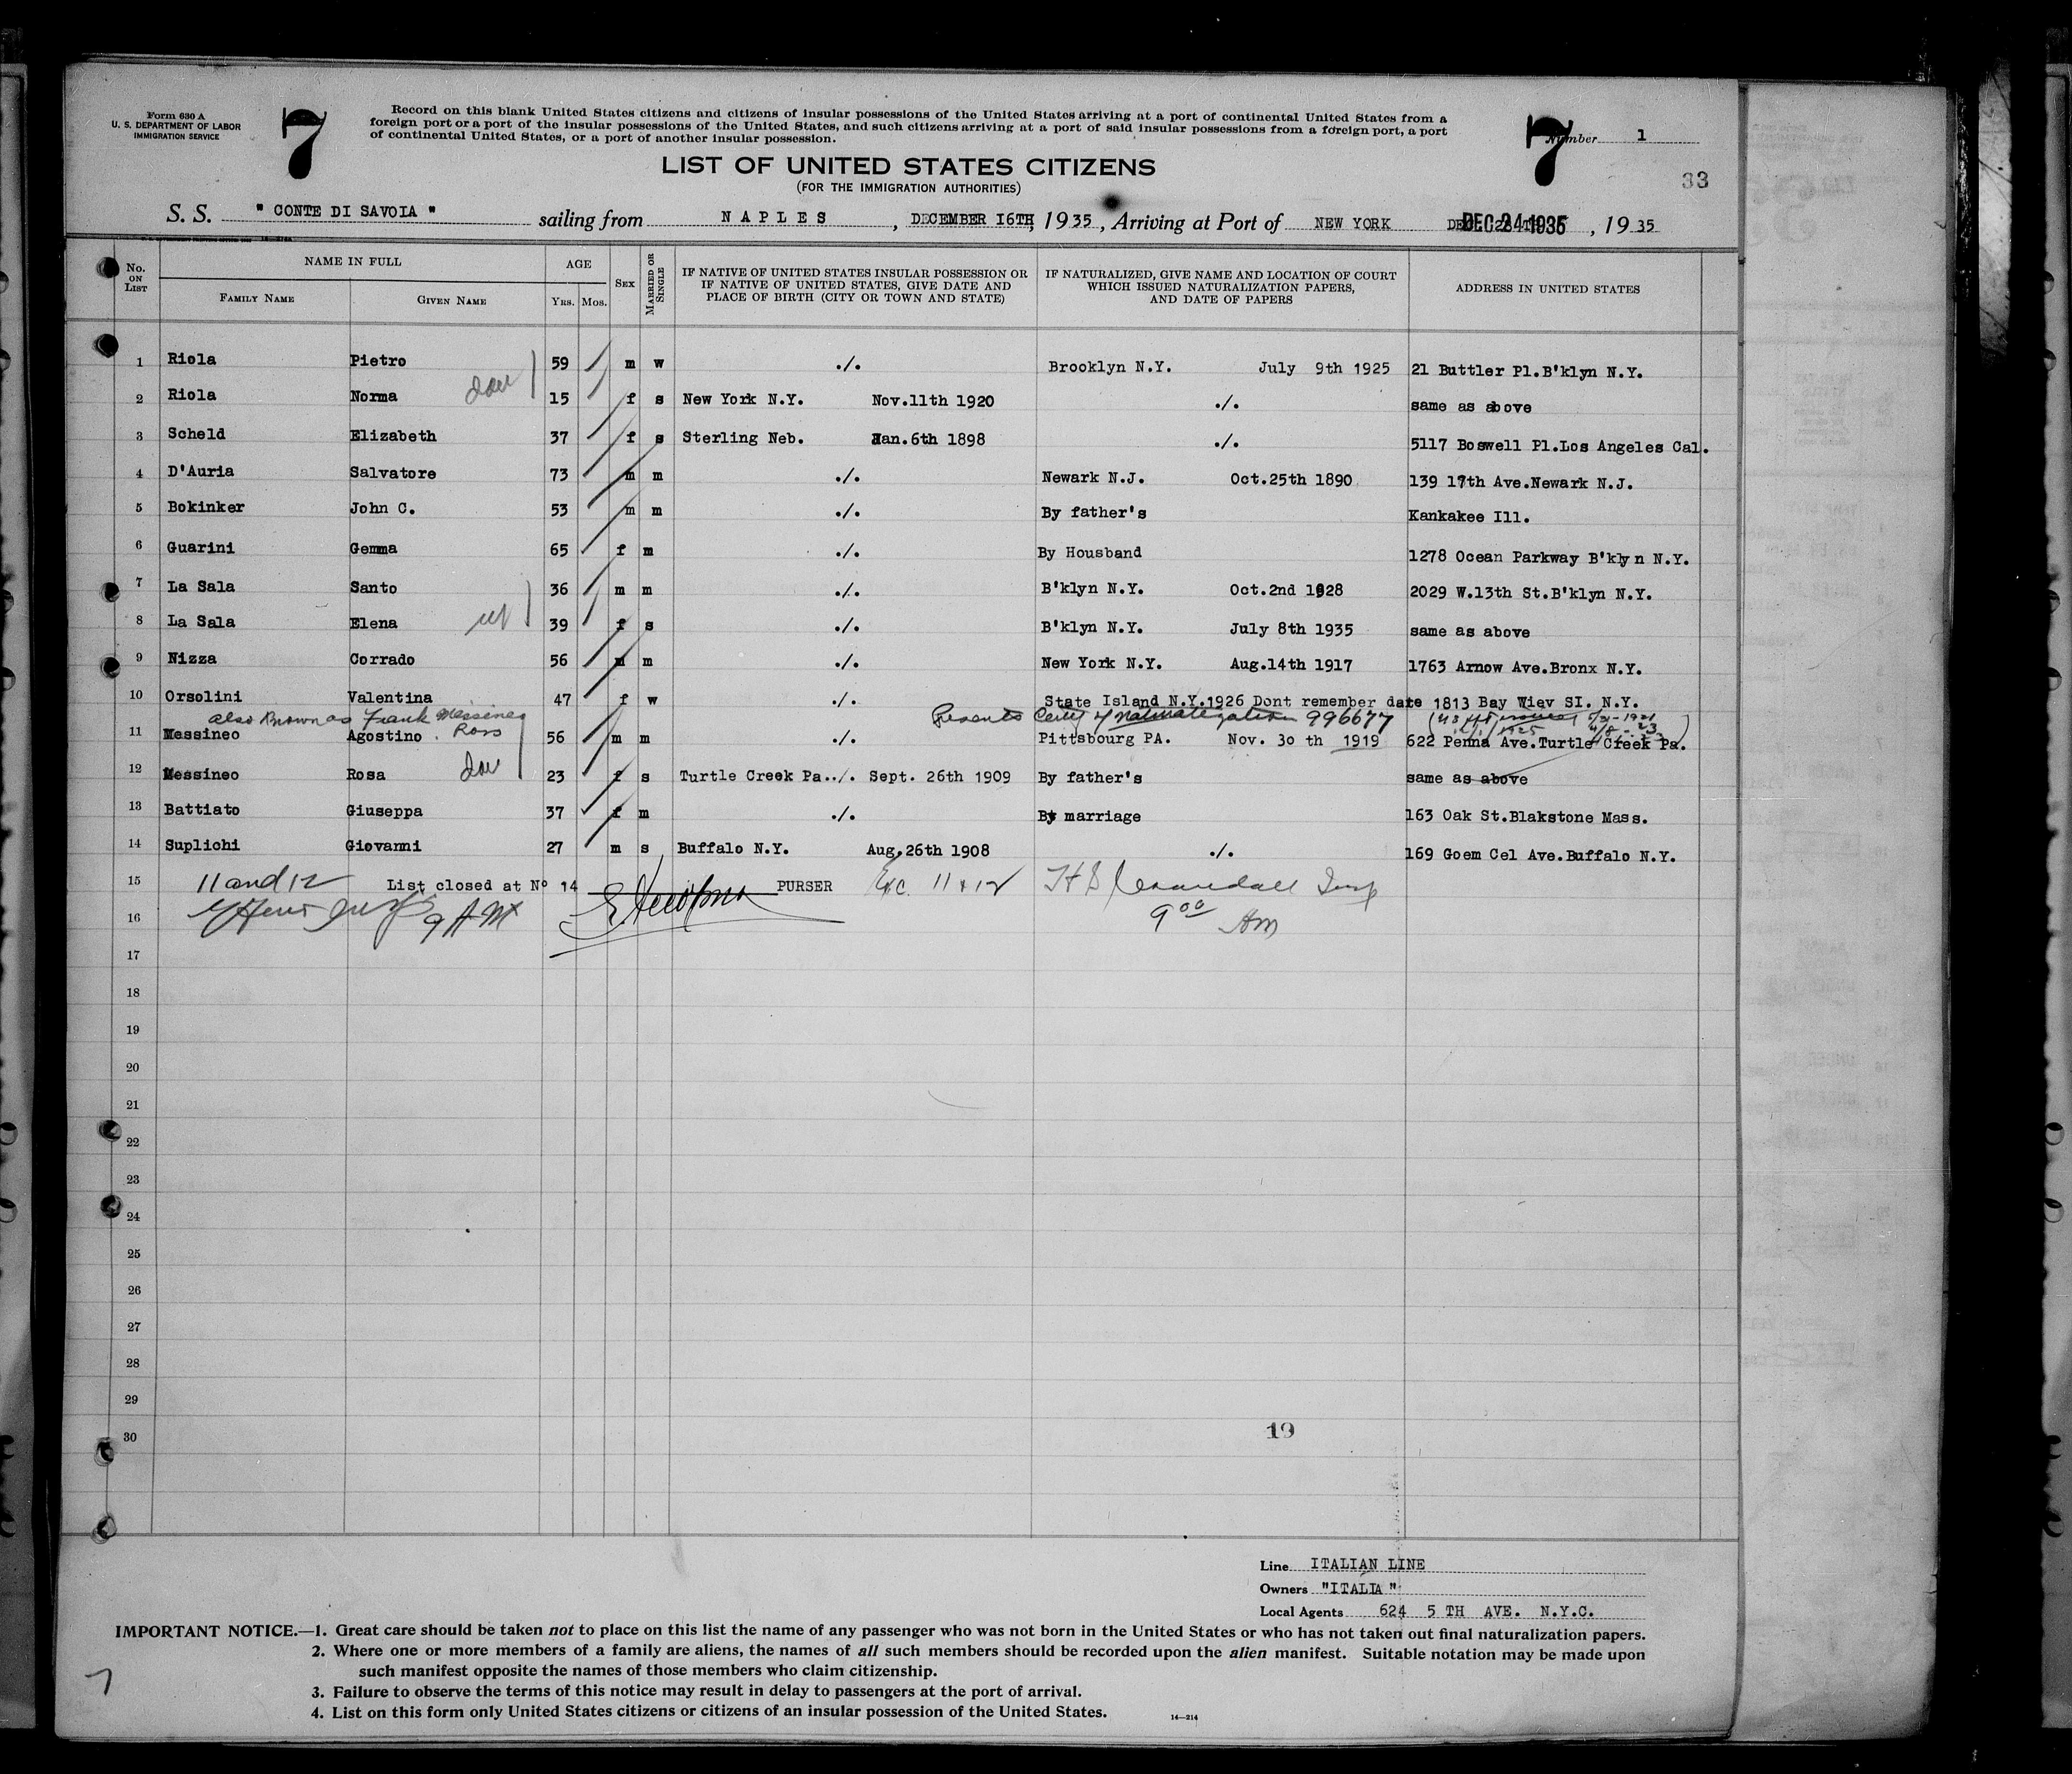 Form 630 A
U. S. DEPARTMENT OF LABOR
IMMIGRATION SERVICE
7
Record on this blank United States citizens and citizens of insular possessions of the United States arriving at a port of continental United States from a
foreign port or a port of the insular possessions of the United States, and such citizens arriving at a port of said insular possessions from a foreign port, a port
of continental United States, or a port of another insular possession.
7
Number 1
LIST OF UNITED STATES CITIZENS
(FOR THE IMMIGRATION AUTHORITIES)
33
S. S. " CONTE DI SAVOIA " sailing from NAPLES, DECEMBER I6TH, 1935, Arriving at Port of NEW YORK DEC 24 1935, 1935
No. ON LIST NAME IN FULL AGE SEX MARRIED OR SINGLE IF NATIVE OF UNITED STATES INSULAR POSSESSION OR IF NATIVE OF UNITED STATES, GIVE DATE AND PLACE OF BIRTH (CITY OR TOWN AND STATE) IF NATURALIZED, GIVE NAME AND LOCATION OF COURT WHICH ISSUED NATURALIZATION PAPERS, AND DATE OF PAPERS ADDRESS IN UNITED STATES
FAMILY NAME GIVEN NAME YRS. MOS.
1 Riola Pietro 59 m w ./. Brooklyn N.Y. July 9th 1925 21 Buttler Pl.B'klyn N.Y.
2 Riola Norma dau 15 f s New York N.Y. Nov.11th 1920 ./. same as above
3 Scheld Elizabeth 37 f s Sterling Neb. Jan.6th 1898 ./. 5117 Boswell Pl.Los Angeles Cal.
4 D'Auria Salvatore 73 m m ./. Newark N.J. Oct.25th 1890 139 17th Ave.Newark N.J.
5 Bokinker John C. 53 m m ./. By father's Kankakee Ill.
6 Guarini Gemma 65 f m ./. By Housband 1278 Ocean Parkway B'klyn N.Y.
7 La Sala Santo 36 m m ./. B'klyn N.Y. Oct.2nd 1928 2029 W.13th St.B'klyn N.Y.
8 La Sala Elena 39 f s ./. B'klyn N.Y. July 8th 1935 same as above
9 Nizza Corrado 56 m m ./. New York N.Y. Aug.14th 1917 1763 Arnow Ave.Bronx N.Y.
10 Orsolini Valentina 47 f w ./. State Island N.Y.1926 Dont remember date 1813 Bay Wiev SI. N.Y.
also known as Frank Messineo Presents Certif of Naturalization 996677
11 Messineo Agostino . Ross 56 m m ./. Pittsbourg PA. Nov. 30 th 1919 622 Penna Ave.Turtle Creek Pa.
12 Messineo Rosa dau 23 f s Turtle Creek Pa../. Sept. 26th 1909 By father's same as above
13 Battiato Giuseppa 37 f m ./. By marriage 163 Oak St.Blakstone Mass.
14 Suplichi Giovanni 27 m s Buffalo N.Y. Aug.26th 1908 ./. 169 Goem Cel Ave.Buffalo N.Y.
15 11 and 12 List closed at Nº 14 PURSER Exc. 11 & 12
16 9 AM 9 00 AM
17
18
19
20
21
22
23
24
25
26
27
28
29
30
19
Line ITALIAN LINE
Owners "ITALIA"
Local Agents 624 5 TH AVE. N.Y.C.
IMPORTANT NOTICE.—1. Great care should be taken not to place on this list the name of any passenger who was not born in the United States or who has not taken out final naturalization papers.
2. Where one or more members of a family are aliens, the names of all such members should be recorded upon the alien manifest. Suitable notation may be made upon
such manifest opposite the names of those members who claim citizenship.
3. Failure to observe the terms of this notice may result in delay to passengers at the port of arrival.
4. List on this form only United States citizens or citizens of an insular possession of the United States.
14—214
7